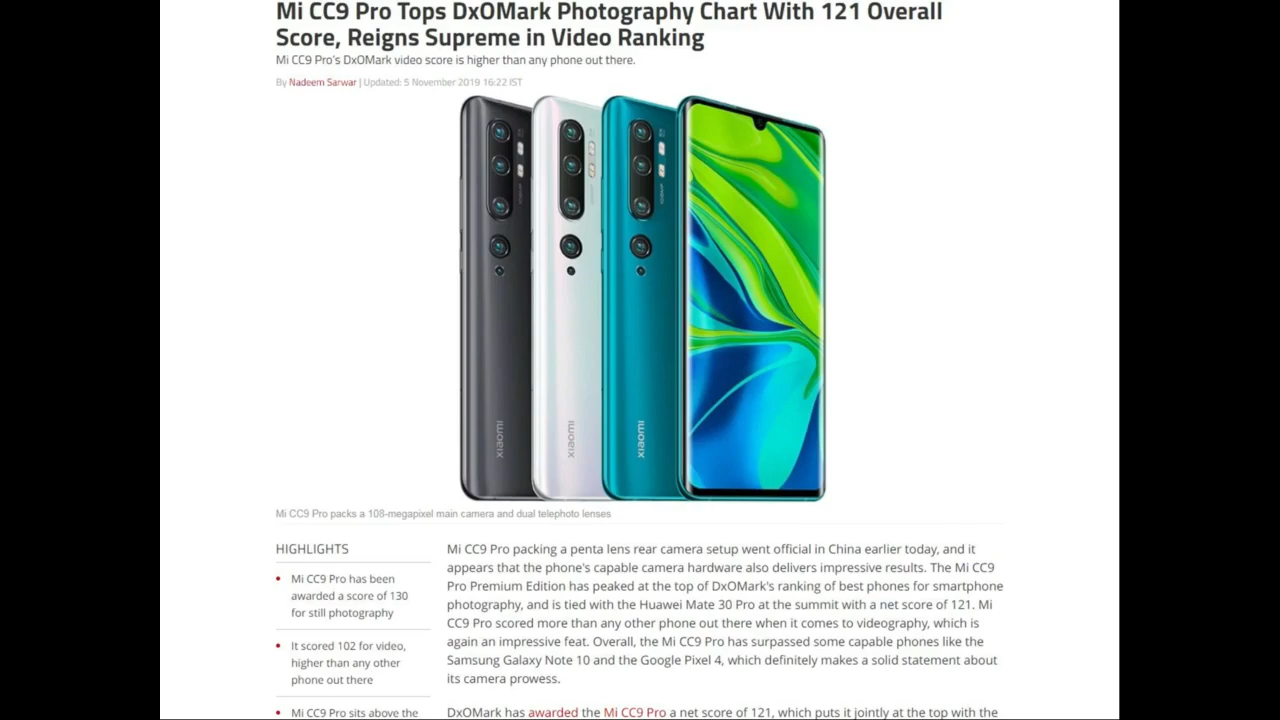 Mi CC9 Pro Tops DxOMark Photography Chart With 121 Overall
Score, Reigns Supreme in Video Ranking
Mi CC9 Pro's DxOMark video score is higher than any phone out there.
By Nadeem Sarwar | Updated: 5 November 2019 16:22 IST
xiaomi
xiaomi
xiaomi
Mi CC9 Pro packs a 108-megapixel main camera and dual telephoto lenses
HIGHLIGHTS
Mi CC9 Pro has been
awarded a score of 130
for still photography
It scored 102 for video,
higher than any other
phone out there
Mi CC9 Pro sits above the
Mi CC9 Pro packing a penta lens rear camera setup went official in China earlier today, and it
appears that the phone's capable camera hardware also delivers impressive results. The Mi CC9
Pro Premium Edition has peaked at the top of DxOMark's ranking of best phones for smartphone
photography, and is tied with the Huawei Mate 30 Pro at the summit with a net score of 121. Mi
CC9 Pro scored more than any other phone out there when it comes to videography, which is
again an impressive feat. Overall, the Mi CC9 Pro has surpassed some capable phones like the
Samsung Galaxy Note 10 and the Google Pixel 4, which definitely makes a solid statement about
its camera prowess.
DxOMark has awarded the Mi CC9 Pro a net score of 121, which puts it jointly at the top with the